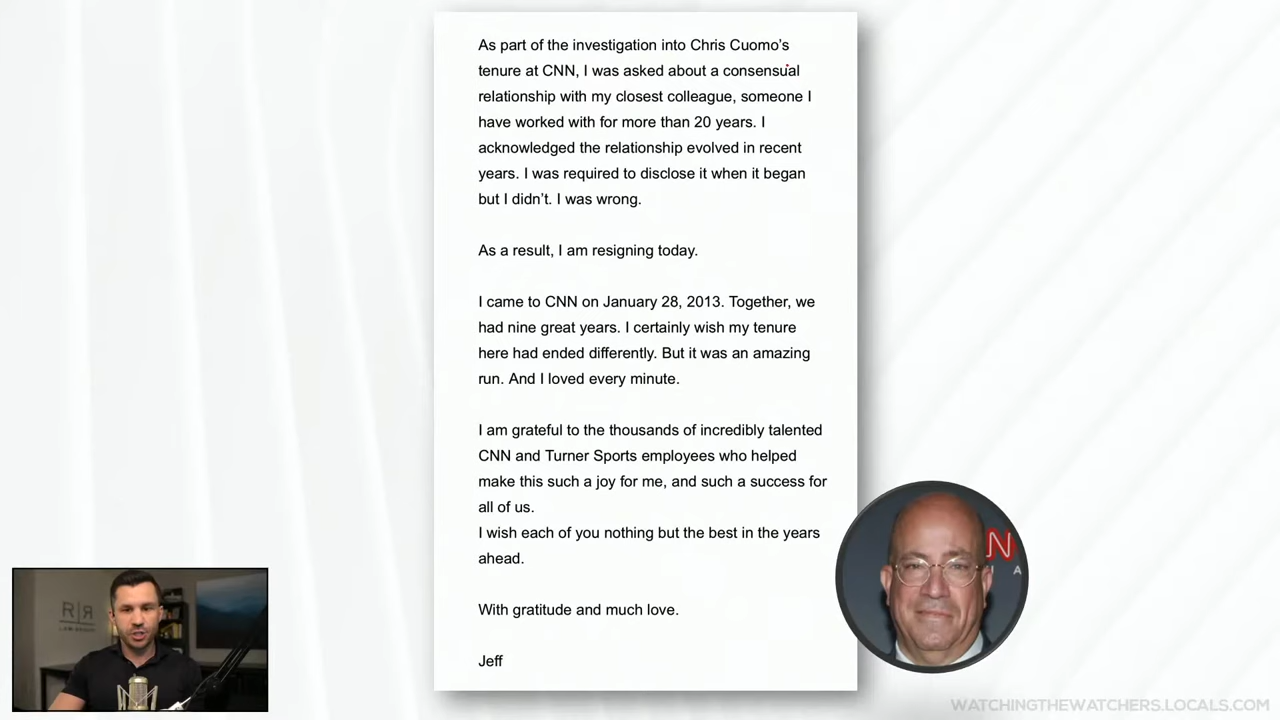 As part of the investigation into Chris Cuomo's
tenure at CNN, I was asked about a consensual
relationship with my closest colleague, someone I
have worked with for more than 20 years. I
acknowledged the relationship evolved in recent
years. I was required to disclose it when it began
but I didn't. I was wrong.
As a result, I am resigning today.
I came to CNN on January 28, 2013. Together, we
had nine great years. I certainly wish my tenure
here had ended differently. But it was an amazing
run. And I loved every minute.
I am grateful to the thousands of incredibly talented
CNN and Turner Sports employees who helped
make this such a joy for me, and such a success for
all of us.
I wish each of you nothing but the best in the years
ahead.
With gratitude and much love.
Jeff
N
A
R|R
LAW GROUP
WATCHINGTHEWATCHERS.LOCALS.COM